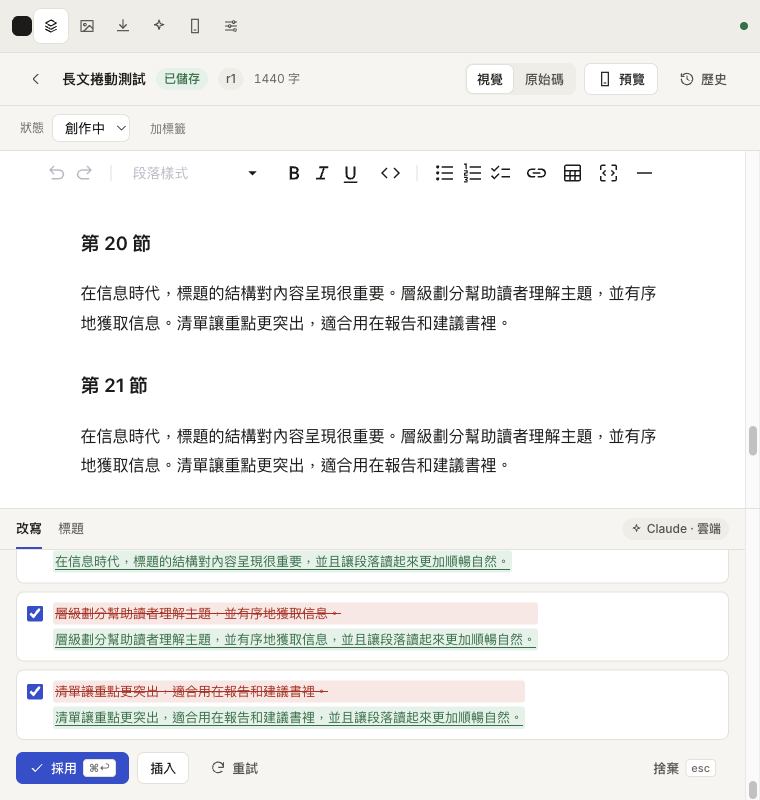 長文捲動測試 已儲存 r1 1440 字 視覺 原始碼 預覽 歷史
狀態 創作中 加標籤
段落樣式 B I U
第 20 節
在信息時代，標題的結構對內容呈現很重要。層級劃分幫助讀者理解主題，並有序
地獲取信息。清單讓重點更突出，適合用在報告和建議書裡。
第 21 節
在信息時代，標題的結構對內容呈現很重要。層級劃分幫助讀者理解主題，並有序
地獲取信息。清單讓重點更突出，適合用在報告和建議書裡。
改寫 標題 Claude · 雲端
在信息時代，標題的結構對內容呈現很重要，並且讓段落讀起來更加順暢自然。
層級劃分幫助讀者理解主題，並有序地獲取信息。
層級劃分幫助讀者理解主題，並有序地獲取信息，並且讓段落讀起來更加順暢自然。
清單讓重點更突出，適合用在報告和建議書裡。
清單讓重點更突出，適合用在報告和建議書裡，並且讓段落讀起來更加順暢自然。
採用 ⌘↩ 插入 重試 捨棄 esc